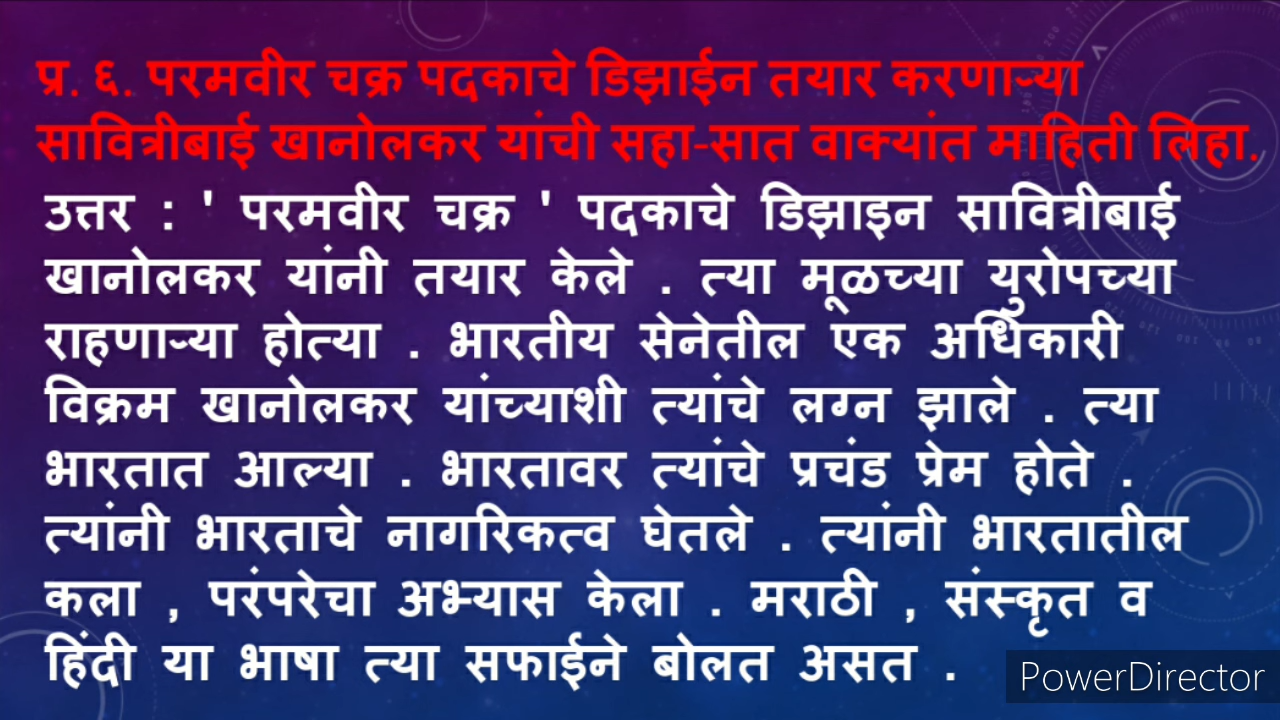 प्र. ६. परमवीर चक्र पदकाचे डिझाईन तयार करणाऱ्या
सावित्रीबाई खानोलकर यांची सहा-सात वाक्यांत माहिती लिहा.
उत्तर : ' परमवीर चक्र ' पदकाचे डिझाइन सावित्रीबाई
खानोलकर यांनी तयार केले . त्या मूळच्या युरोपच्या
राहणाऱ्या होत्या . भारतीय सेनेतील एक अधिकारी
विक्रम खानोलकर यांच्याशी त्यांचे लग्न झाले . त्या
भारतात आल्या . भारतावर त्यांचे प्रचंड प्रेम होते .
त्यांनी भारताचे नागरिकत्व घेतले . त्यांनी भारतातील
कला , परंपरेचा अभ्यास केला . मराठी , संस्कृत व
हिंदी या भाषा त्या सफाईने बोलत असत .
PowerDirector